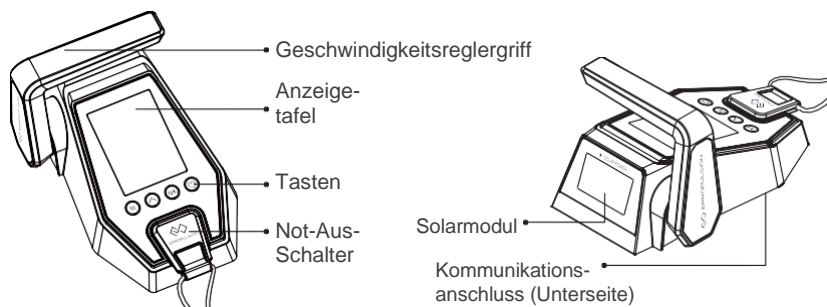 Geschwindigkeitsreglergriff
Anzeige-
tafel
Tasten
Not-Aus-
Schalter
Solarmodul
Kommunikations-
anschluss (Unterseite)